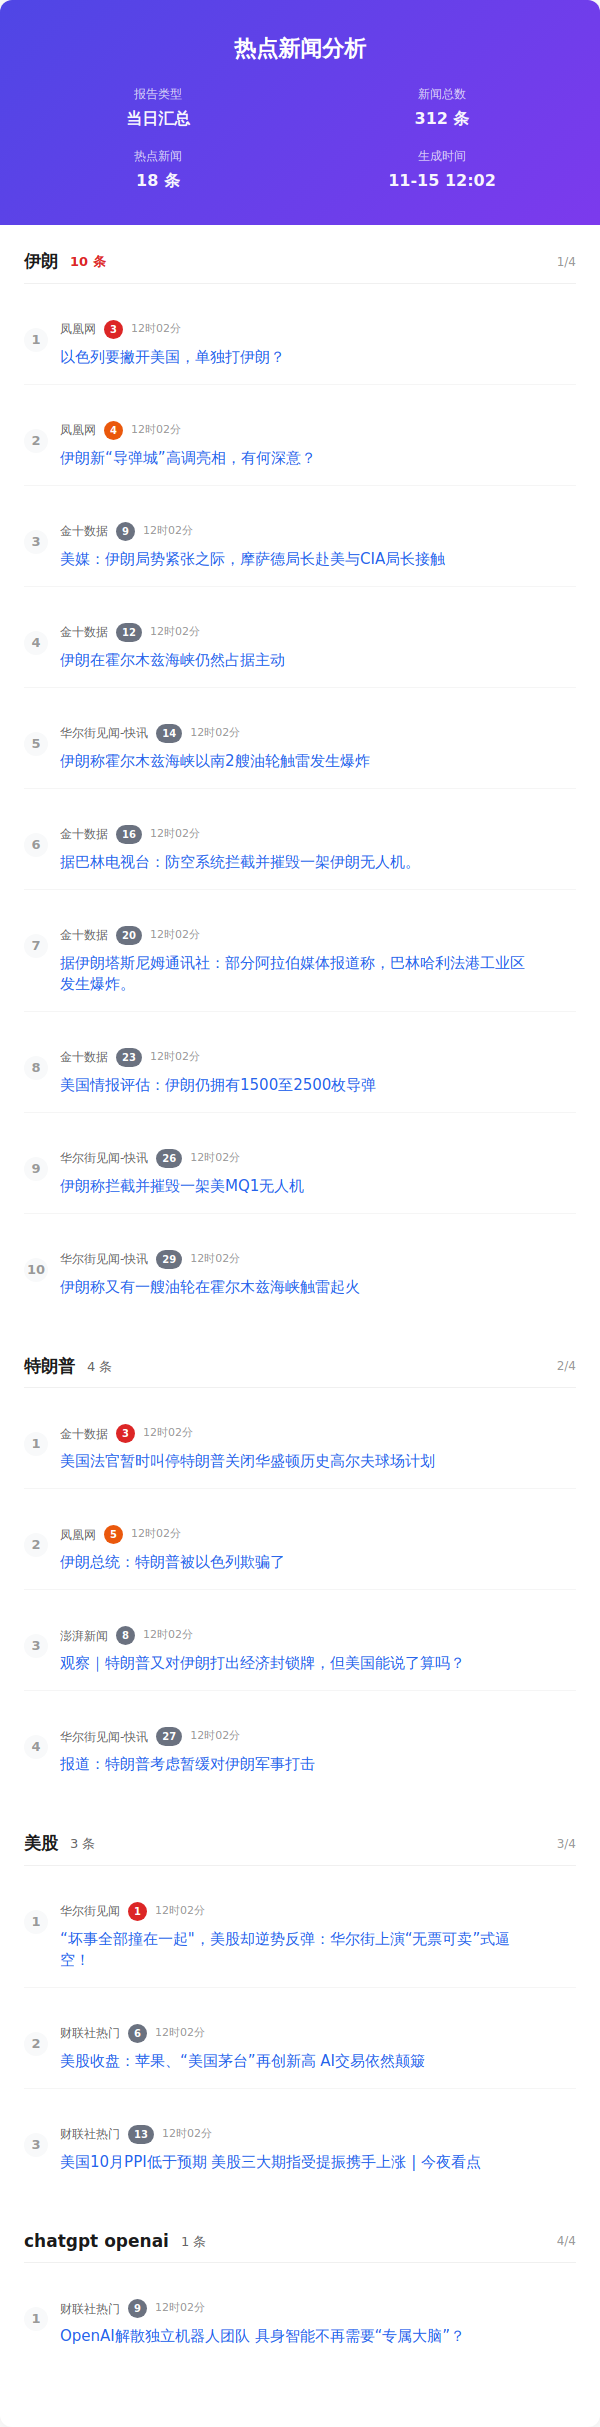 热点新闻分析
报告类型
当日汇总
新闻总数
312 条
热点新闻
18 条
生成时间
11-15 12:02
伊朗 10 条 1/4
1 凤凰网 3 12时02分
以色列要撇开美国，单独打伊朗？
2 凤凰网 4 12时02分
伊朗新“导弹城”高调亮相，有何深意？
3 金十数据 9 12时02分
美媒：伊朗局势紧张之际，摩萨德局长赴美与CIA局长接触
4 金十数据 12 12时02分
伊朗在霍尔木兹海峡仍然占据主动
5 华尔街见闻-快讯 14 12时02分
伊朗称霍尔木兹海峡以南2艘油轮触雷发生爆炸
6 金十数据 16 12时02分
据巴林电视台：防空系统拦截并摧毁一架伊朗无人机。
7 金十数据 20 12时02分
据伊朗塔斯尼姆通讯社：部分阿拉伯媒体报道称，巴林哈利法港工业区
发生爆炸。
8 金十数据 23 12时02分
美国情报评估：伊朗仍拥有1500至2500枚导弹
9 华尔街见闻-快讯 26 12时02分
伊朗称拦截并摧毁一架美MQ1无人机
10 华尔街见闻-快讯 29 12时02分
伊朗称又有一艘油轮在霍尔木兹海峡触雷起火
特朗普 4 条 2/4
1 金十数据 3 12时02分
美国法官暂时叫停特朗普关闭华盛顿历史高尔夫球场计划
2 凤凰网 5 12时02分
伊朗总统：特朗普被以色列欺骗了
3 澎湃新闻 8 12时02分
观察｜特朗普又对伊朗打出经济封锁牌，但美国能说了算吗？
4 华尔街见闻-快讯 27 12时02分
报道：特朗普考虑暂缓对伊朗军事打击
美股 3 条 3/4
1 华尔街见闻 1 12时02分
“坏事全部撞在一起"，美股却逆势反弹：华尔街上演“无票可卖”式逼
空！
2 财联社热门 6 12时02分
美股收盘：苹果、“美国茅台”再创新高 AI交易依然颠簸
3 财联社热门 13 12时02分
美国10月PPI低于预期 美股三大期指受提振携手上涨 | 今夜看点
chatgpt openai 1 条 4/4
1 财联社热门 9 12时02分
OpenAI解散独立机器人团队 具身智能不再需要“专属大脑”？